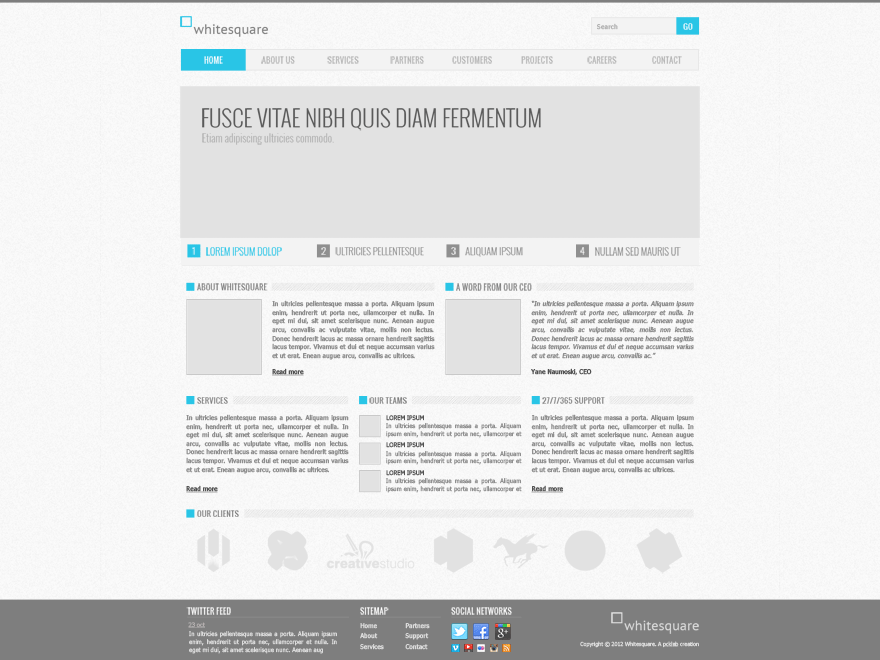 whitesquare
Search GO
HOME ABOUT US SERVICES PARTNERS CUSTOMERS PROJECTS CAREERS CONTACT
FUSCE VITAE NIBH QUIS DIAM FERMENTUM
Etiam adipiscing ultricies commodo.
1 LOREM IPSUM DOLOP 2 ULTRICIES PELLENTESQUE 3 ALIQUAM IPSUM 4 NULLAM SED MAURIS UT
ABOUT WHITESQUARE
In ultricies pellentesque massa a porta. Aliquam ipsum
enim, hendrerit ut porta nec, ullamcorper et nulla. In
eget mi dui, sit amet scelerisque nunc. Aenean augue
arcu, convallis ac vulputate vitae, mollis non lectus.
Donec hendrerit lacus ac massa ornare hendrerit sagittis
lacus tempor. Vivamus et dui et neque accumsan varius
et ut erat. Enean augue arcu, convallis ac ultrices.
Read more
A WORD FROM OUR CEO
"In ultricies pellentesque massa a porta. Aliquam ipsum
enim, hendrerit ut porta nec, ullamcorper et nulla. In
eget mi dui, sit amet scelerisque nunc. Aenean augue
arcu, convallis ac vulputate vitae, mollis non lectus.
Donec hendrerit lacus ac massa ornare hendrerit sagittis
lacus tempor. Vivamus et dui et neque accumsan varius
et ut erat. Enean augue arcu, convallis ac."
Yane Naumoski, CEO
SERVICES
In ultricies pellentesque massa a porta. Aliquam ipsum
enim, hendrerit ut porta nec, ullamcorper et nulla. In
eget mi dui, sit amet scelerisque nunc. Aenean augue
arcu, convallis ac vulputate vitae, mollis non lectus.
Donec hendrerit lacus ac massa ornare hendrerit sagittis
lacus tempor. Vivamus et dui et neque accumsan varius
et ut erat. Enean augue arcu, convallis ac ultrices.
Read more
OUR TEAMS
LOREM IPSUM
In ultricies pellentesque massa a porta. Aliquam
ipsum enim, hendrerit ut porta nec, ullamcorper et
LOREM IPSUM
In ultricies pellentesque massa a porta. Aliquam
ipsum enim, hendrerit ut porta nec, ullamcorper et
LOREM IPSUM
In ultricies pellentesque massa a porta. Aliquam
ipsum enim, hendrerit ut porta nec, ullamcorper et
27/7/365 SUPPORT
In ultricies pellentesque massa a porta. Aliquam ipsum
enim, hendrerit ut porta nec, ullamcorper et nulla. In
eget mi dui, sit amet scelerisque nunc. Aenean augue
arcu, convallis ac vulputate vitae, mollis non lectus.
Donec hendrerit lacus ac massa ornare hendrerit sagittis
lacus tempor. Vivamus et dui et neque accumsan varius
et ut erat. Enean augue arcu, convallis ac ultrices.
Read more
OUR CLIENTS
creativestudio
TWITTER FEED
23 oct
In ultricies pellentesque massa a porta. Aliquam ipsum
enim, hendrerit ut porta nec, ullamcorper et nulla. In
eget mi dui, sit amet scelerisque nunc. Aenean aug
SITEMAP
Home Partners
About Support
Services Contact
SOCIAL NETWORKS
whitesquare
Copyright © 2012 Whitesquare. A pcklab creation